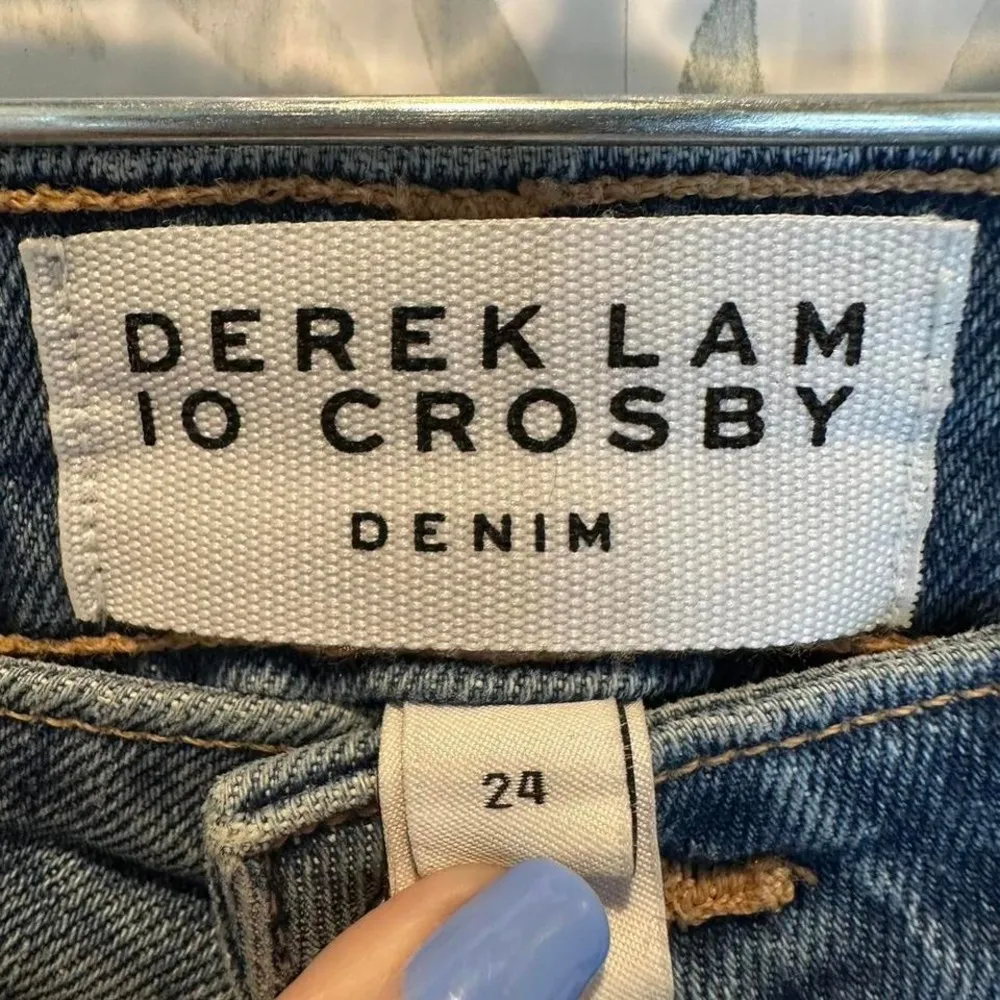 DEREK LAM
10 CROSBY
DENIM
24